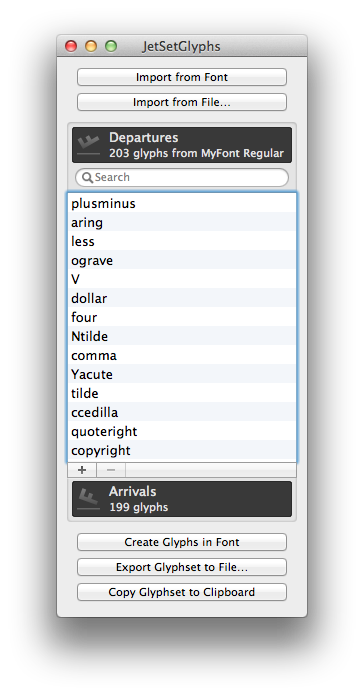 JetSetGlyphs
Import from Font
Import from File...
Departures
203 glyphs from MyFont Regular
Search
plusminus
aring
less
ograve
V
dollar
four
Ntilde
comma
Yacute
tilde
ccedilla
quoteright
copyright
+ −
Arrivals
199 glyphs
Create Glyphs in Font
Export Glyphset to File...
Copy Glyphset to Clipboard